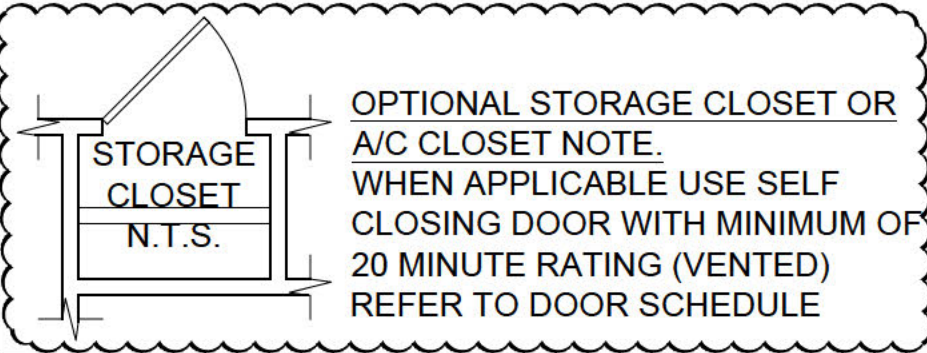 STORAGE
CLOSET
N.T.S.
OPTIONAL STORAGE CLOSET OR
A/C CLOSET NOTE.
WHEN APPLICABLE USE SELF
CLOSING DOOR WITH MINIMUM OF
20 MINUTE RATING (VENTED)
REFER TO DOOR SCHEDULE